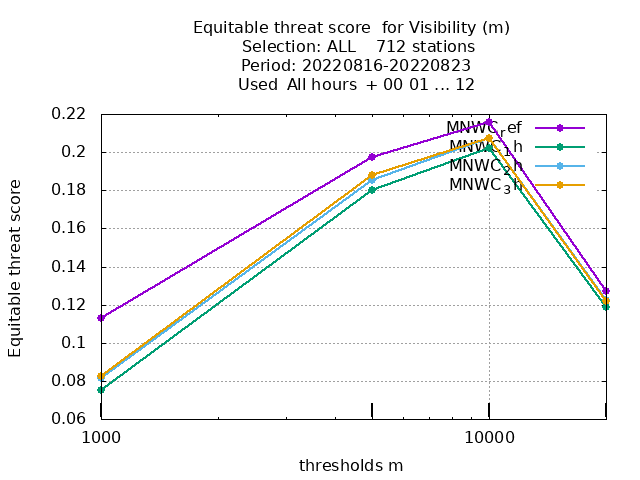 Equitable threat score  for Visibility (m)
Selection: ALL    712 stations
Period: 20220816-20220823
Used  All hours  + 00 01 ... 12
0.22
0.2
0.18
0.16
0.14
0.12
0.1
0.08
0.06
Equitable threat score
MNWC_ref
MNWC_1h
MNWC_2h
MNWC_3h
1000
10000
thresholds m